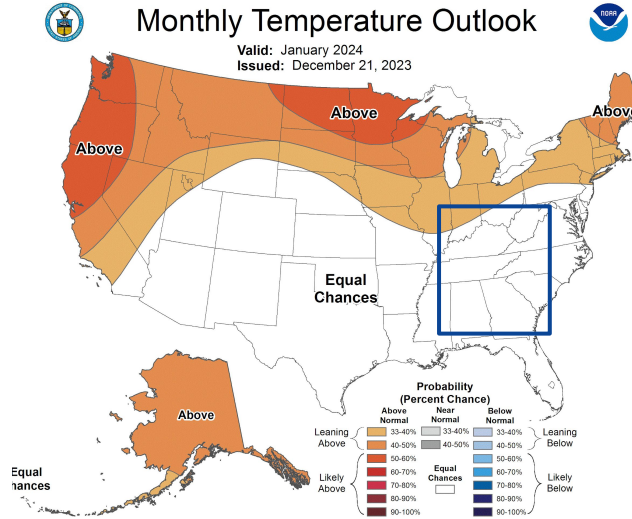 Monthly Temperature Outlook
NOAA
Valid: January 2024
Issued: December 21, 2023
Above
Above
Above
Equal
Chances
Above
Equal
hances
Probability
(Percent Chance)
Above
Normal
Near
Normal
Below
Normal
Leaning
Above
33-40%
33-40%
33-40%
Leaning
Below
40-50%
40-50%
40-50%
Likely
Above
50-60%
50-60%
Likely
Below
60-70%
60-70%
70-80%
Equal
Chances
70-80%
80-90%
80-90%
90-100%
90-100%